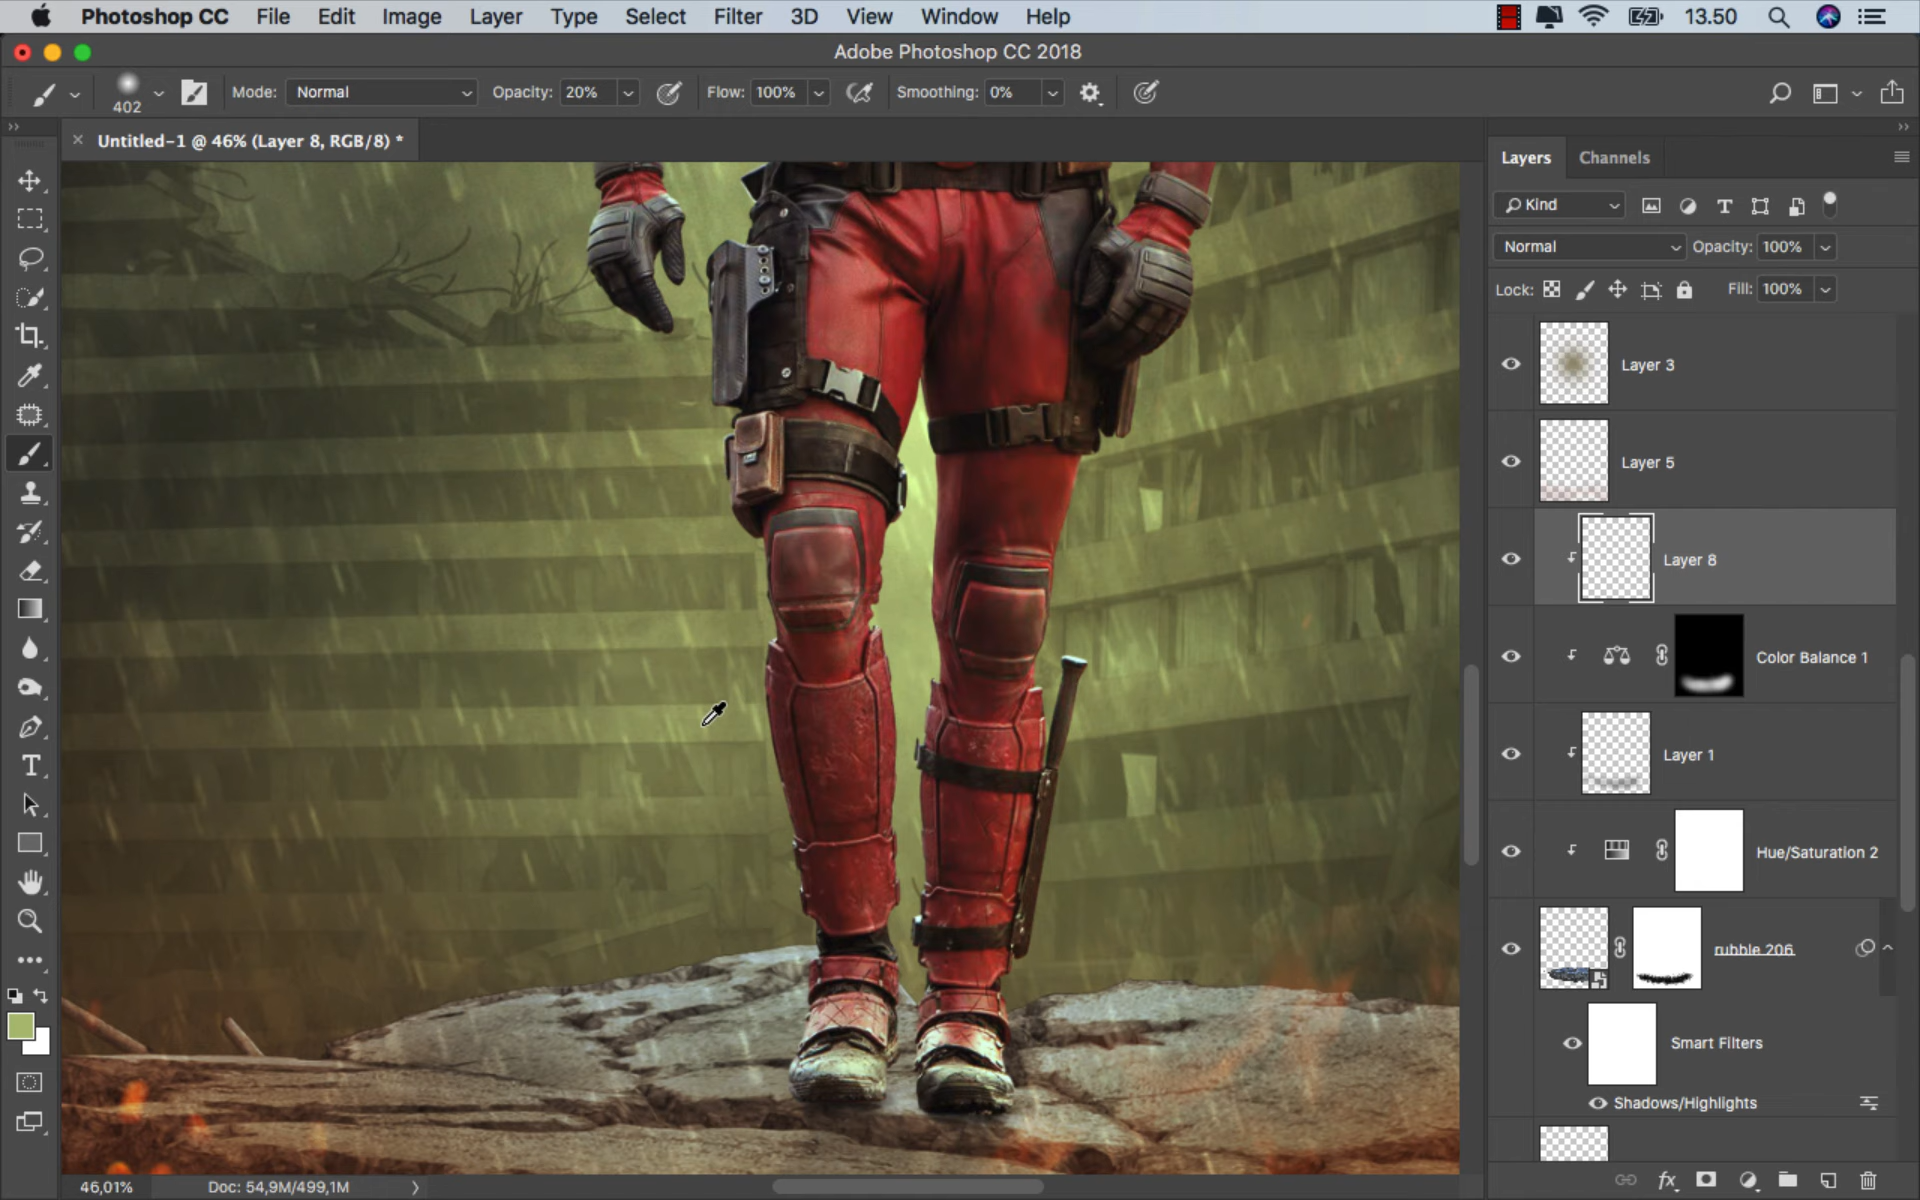 Photoshop CC File Edit Image Layer Type Select Filter 3D View Window Help 13.50
Adobe Photoshop CC 2018
402 Mode: Normal Opacity: 20% Flow: 100% Smoothing: 0%
Untitled-1 @ 46% (Layer 8, RGB/8) *
Layers Channels
Kind
Normal Opacity: 100%
Lock: Fill: 100%
Layer 3
Layer 5
Layer 8
Color Balance 1
Layer 1
Hue/Saturation 2
rubble 206
Smart Filters
Shadows/Highlights
46,01% Doc: 54,9M/499,1M
fx